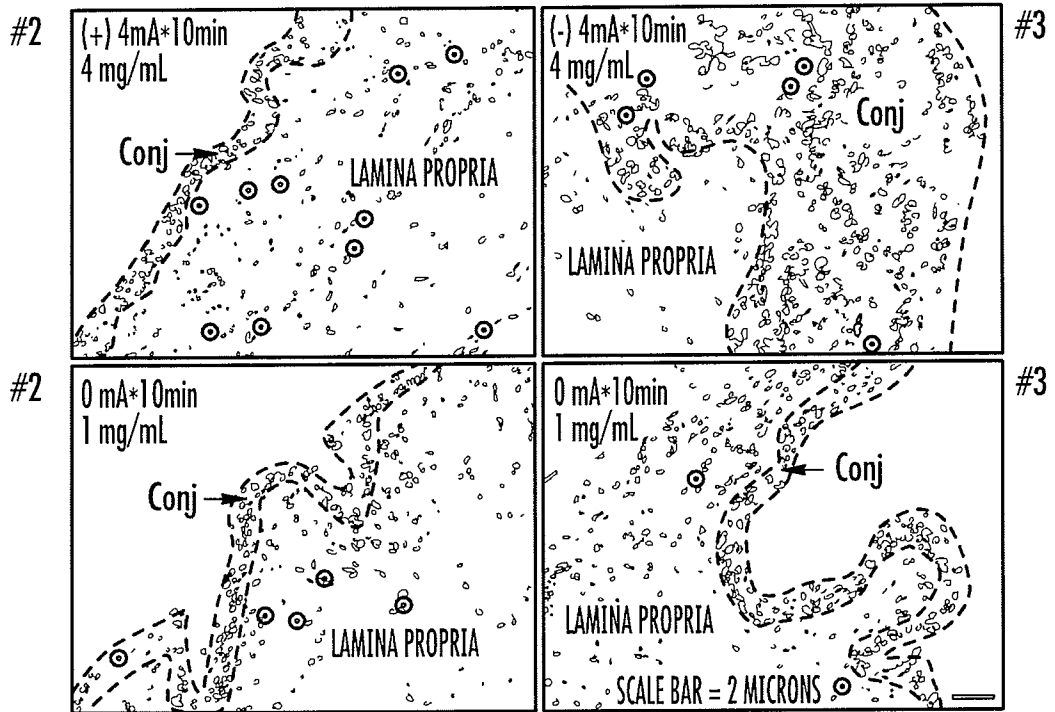 #2
(+) 4mA*10min
4 mg/mL
Conj
LAMINA PROPRIA
(-) 4mA*10min
4 mg/mL
Conj
LAMINA PROPRIA
#3
#2
0 mA*10min
1 mg/mL
Conj
LAMINA PROPRIA
0 mA*10min
1 mg/mL
Conj
LAMINA PROPRIA
SCALE BAR = 2 MICRONS
#3